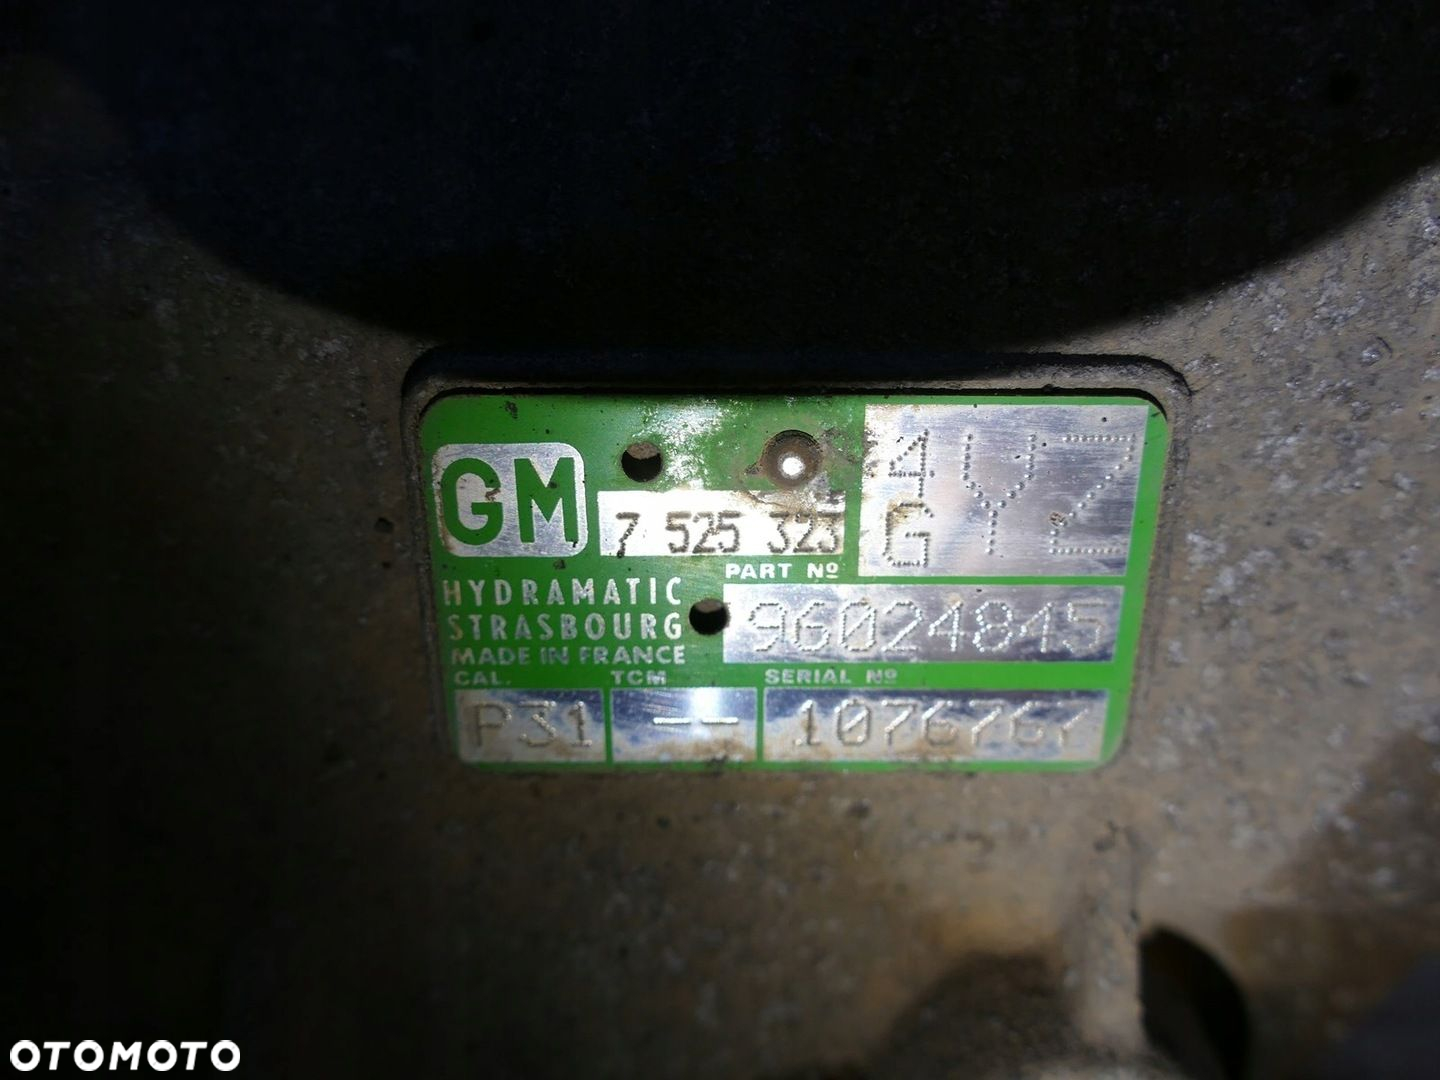 GM
7 525 323
4YZ
G
PART Nº
HYDRAMATIC
STRASBOURG
MADE IN FRANCE
96024845
CAL.
TCM
SERIAL Nº
P31
--
1076767
OTOMOTO